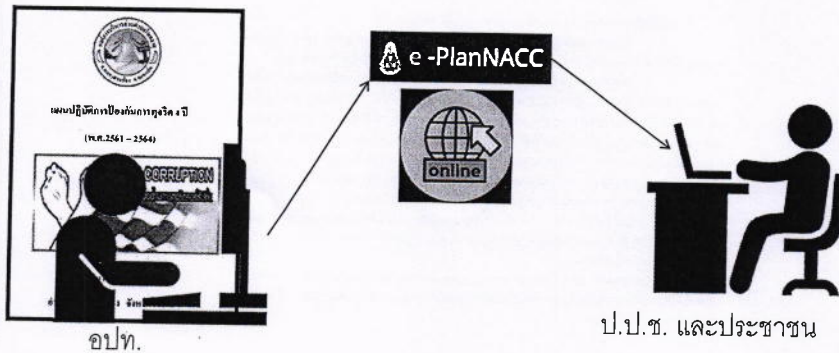 แผนปฏิบัติการป้องกันการทุจริต ๔ ปี
(พ.ศ.2561 – 2564)
CORRUPTION
e -PlanNACC
online
อปท.
ป.ป.ช. และประชาชน